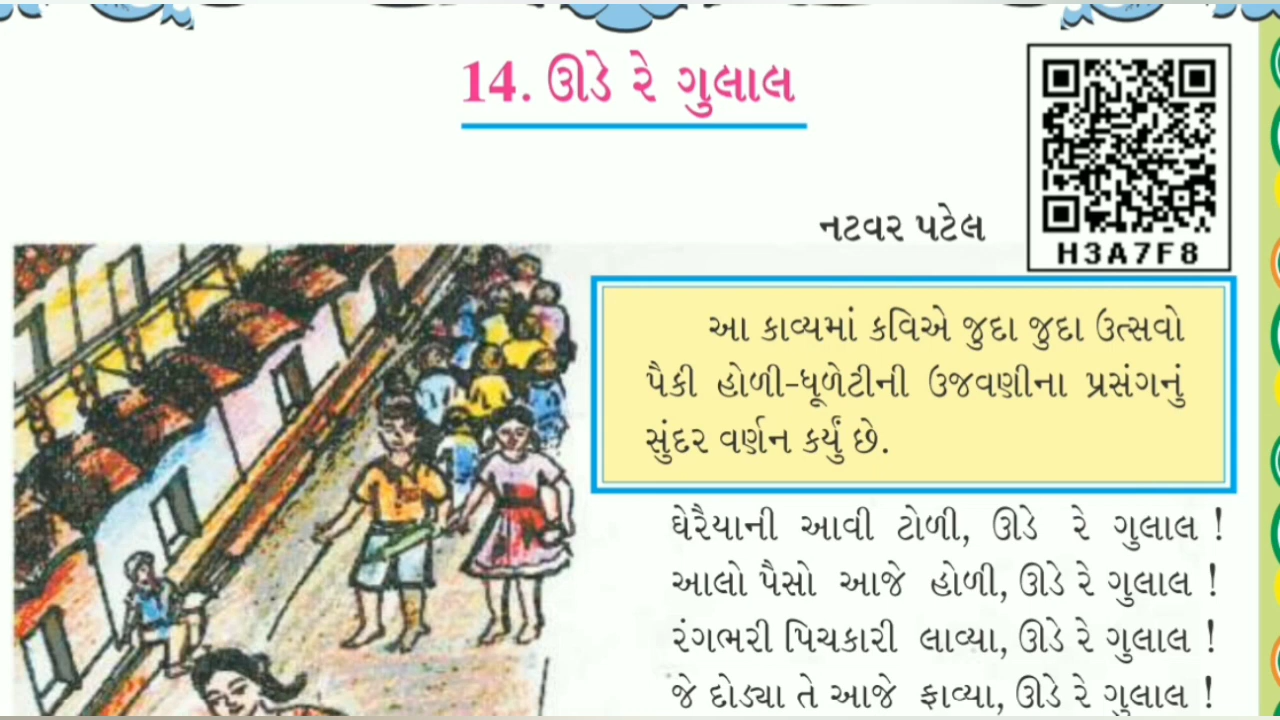 14. ઊડે રે ગુલાલ
નટવર પટેલ
H3A7F8
આ કાવ્યમાં કવિએ જુદા જુદા ઉત્સવો
પૈકી હોળી-ધૂળેટીની ઉજવણીના પ્રસંગનું
સુંદર વર્ણન કર્યું છે.
ઘેરૈયાની આવી ટોળી, ઊડે રે ગુલાલ !
આલો પૈસો આજે હોળી, ઊડે રે ગુલાલ !
રંગભરી પિચકારી લાવ્યા, ઊડે રે ગુલાલ !
જે દોડ્યા તે આજે ફાવ્યા, ઊડે રે ગુલાલ !